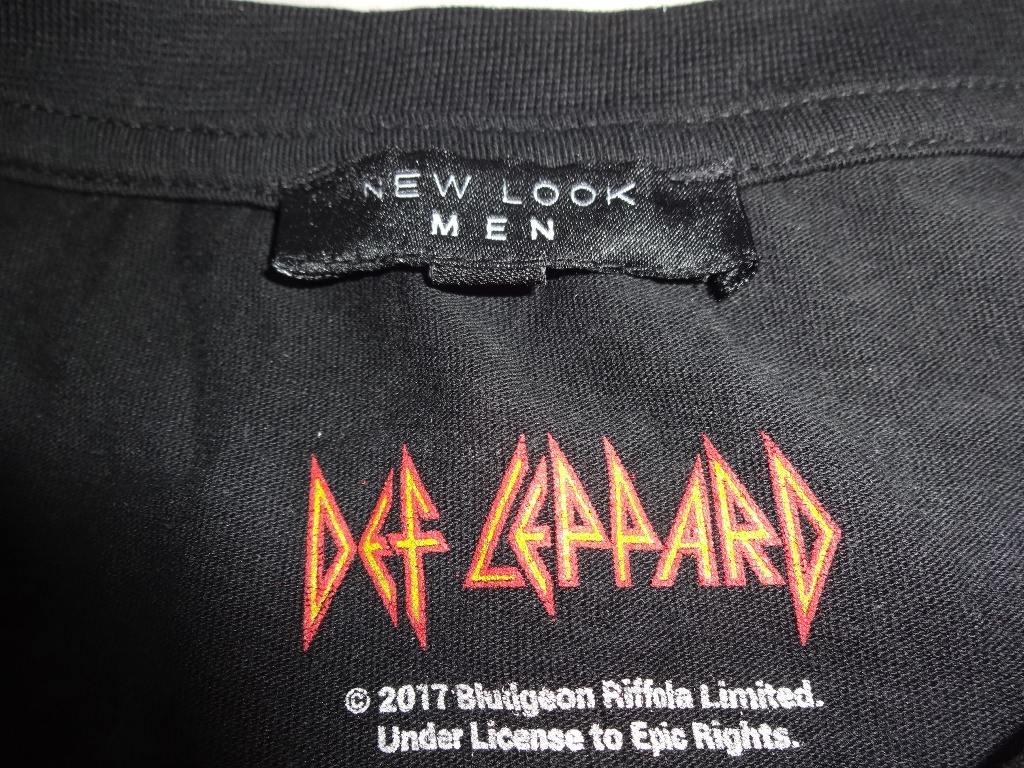 NEW LOOK
MEN
DEF LEPPARD
© 2017 Bludgeon Riffola Limited.
Under License to Epic Rights.